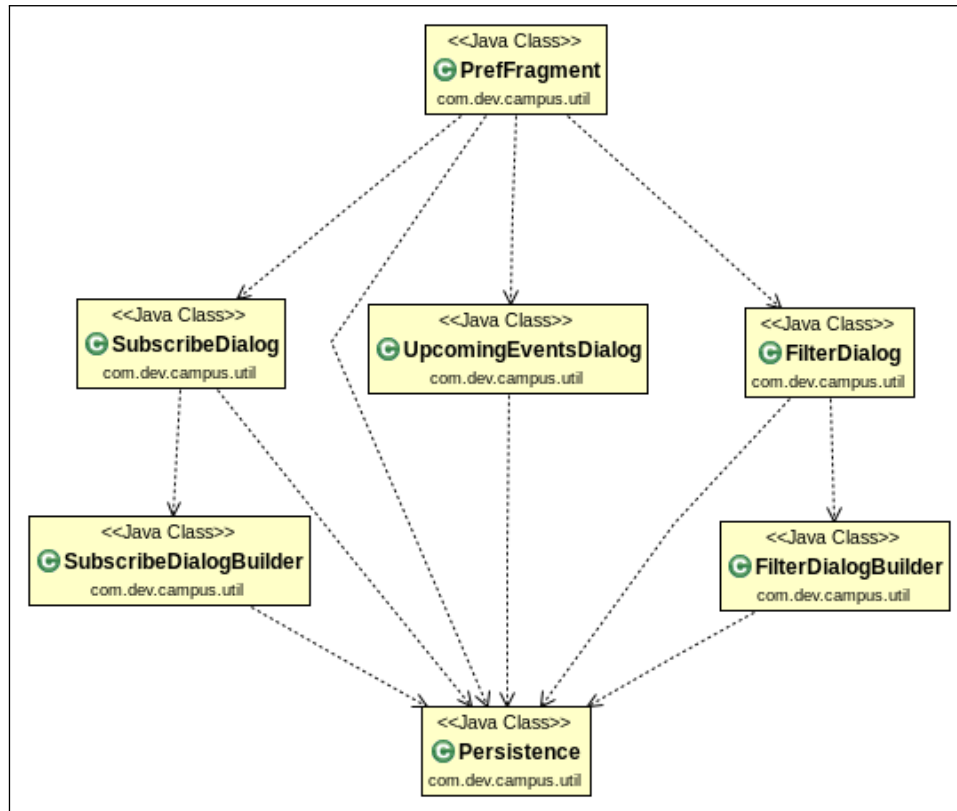 <<Java Class>>
C PrefFragment
com.dev.campus.util
<<Java Class>>
C SubscribeDialog
com.dev.campus.util
<<Java Class>>
C UpcomingEventsDialog
com.dev.campus.util
<<Java Class>>
C FilterDialog
com.dev.campus.util
<<Java Class>>
C SubscribeDialogBuilder
com.dev.campus.util
<<Java Class>>
C FilterDialogBuilder
com.dev.campus.util
<<Java Class>>
C Persistence
com.dev.campus.util